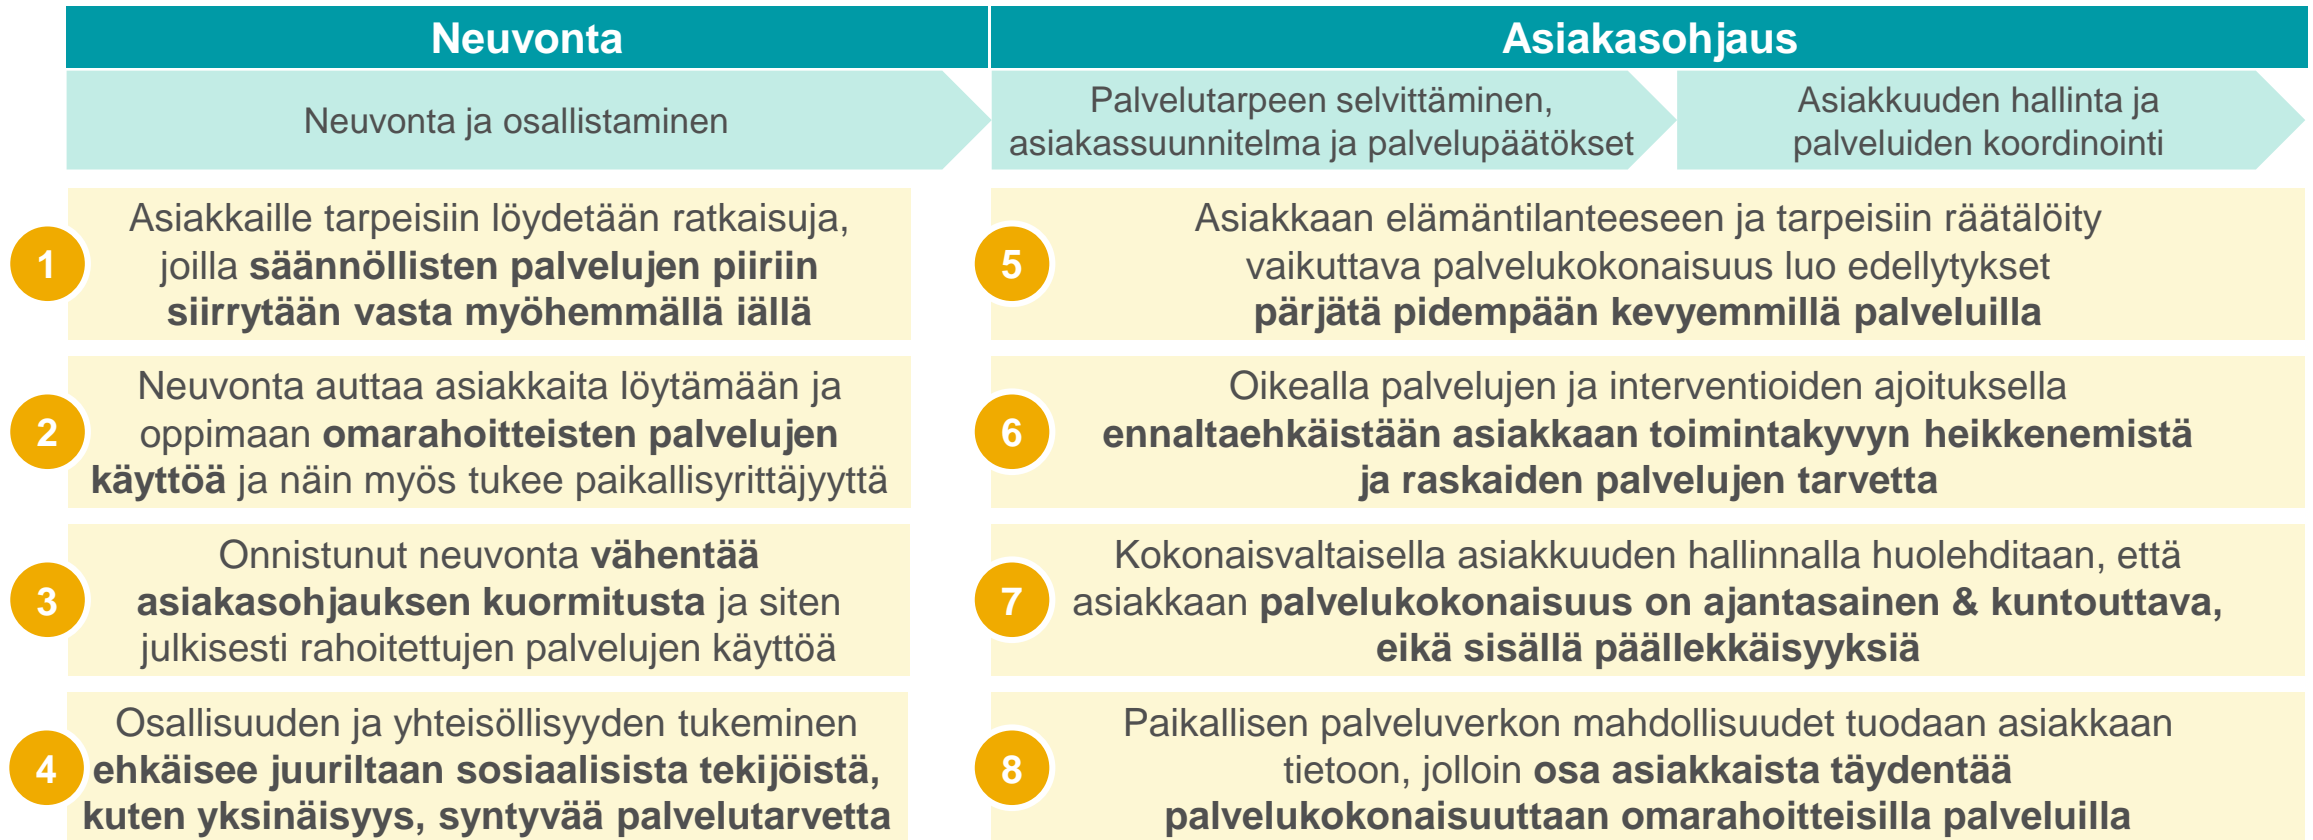 Neuvonta
Asiakasohjaus
Neuvonta ja osallistaminen
Palvelutarpeen selvittäminen,
asiakassuunnitelma ja palvelupäätökset
Asiakkuuden hallinta ja
palveluiden koordinointi
1
Asiakkaille tarpeisiin löydetään ratkaisuja,
joilla säännöllisten palvelujen piiriin
siirrytään vasta myöhemmällä iällä
2
Neuvonta auttaa asiakkaita löytämään ja
oppimaan omarahoitteisten palvelujen
käyttöä ja näin myös tukee paikallisyrittäjyyttä
3
Onnistunut neuvonta vähentää
asiakasohjauksen kuormitusta ja siten
julkisesti rahoitettujen palvelujen käyttöä
4
Osallisuuden ja yhteisöllisyyden tukeminen
ehkäisee juuriltaan sosiaalisista tekijöistä,
kuten yksinäisyys, syntyvää palvelutarvetta
5
Asiakkaan elämäntilanteeseen ja tarpeisiin räätälöity
vaikuttava palvelukokonaisuus luo edellytykset
pärjätä pidempään kevyemmillä palveluilla
6
Oikealla palvelujen ja interventioiden ajoituksella
ennaltaehkäistään asiakkaan toimintakyvyn heikkenemistä
ja raskaiden palvelujen tarvetta
7
Kokonaisvaltaisella asiakkuuden hallinnalla huolehditaan, että
asiakkaan palvelukokonaisuus on ajantasainen & kuntouttava,
eikä sisällä päällekkäisyyksiä
8
Paikallisen palveluverkon mahdollisuudet tuodaan asiakkaan
tietoon, jolloin osa asiakkaista täydentää
palvelukokonaisuuttaan omarahoitteisilla palveluilla